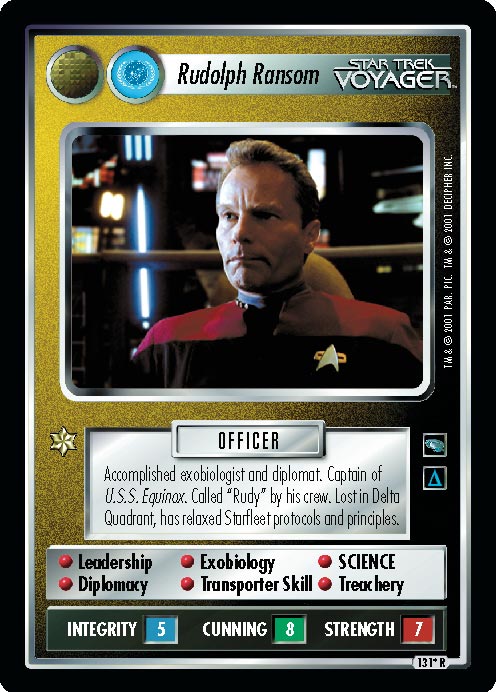 Rudolph Ransom
STAR TREK
VOYAGER™
TM & © 2001 PAR. PIC. TM & © 2001 DECIPHER INC.
OFFICER
Accomplished exobiologist and diplomat. Captain of
U.S.S. Equinox. Called "Rudy" by his crew. Lost in Delta
Quadrant, has relaxed Starfleet protocols and principles.
Leadership Exobiology SCIENCE
Diplomacy Transporter Skill Treachery
INTEGRITY 5 CUNNING 8 STRENGTH 7
131* R